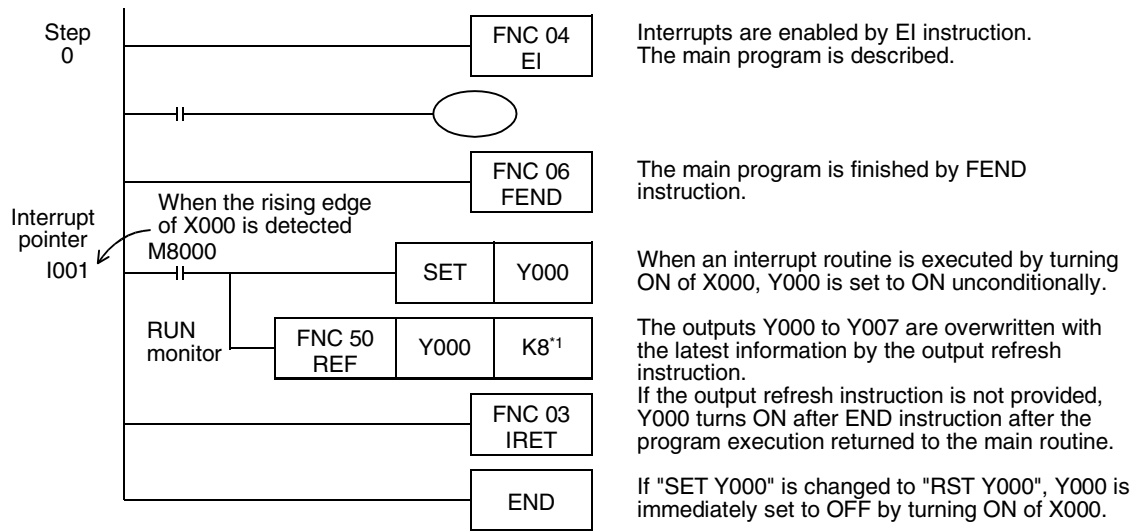 Step
0
FNC 04
EI
Interrupts are enabled by EI instruction.
The main program is described.
FNC 06
FEND
The main program is finished by FEND
instruction.
When the rising edge
of X000 is detected
Interrupt
pointer
I001
M8000
SET
Y000
When an interrupt routine is executed by turning
ON of X000, Y000 is set to ON unconditionally.
RUN
monitor
FNC 50
REF
Y000
K8*1
The outputs Y000 to Y007 are overwritten with
the latest information by the output refresh
instruction.
If the output refresh instruction is not provided,
Y000 turns ON after END instruction after the
program execution returned to the main routine.
FNC 03
IRET
END
If "SET Y000" is changed to "RST Y000", Y000 is
immediately set to OFF by turning ON of X000.